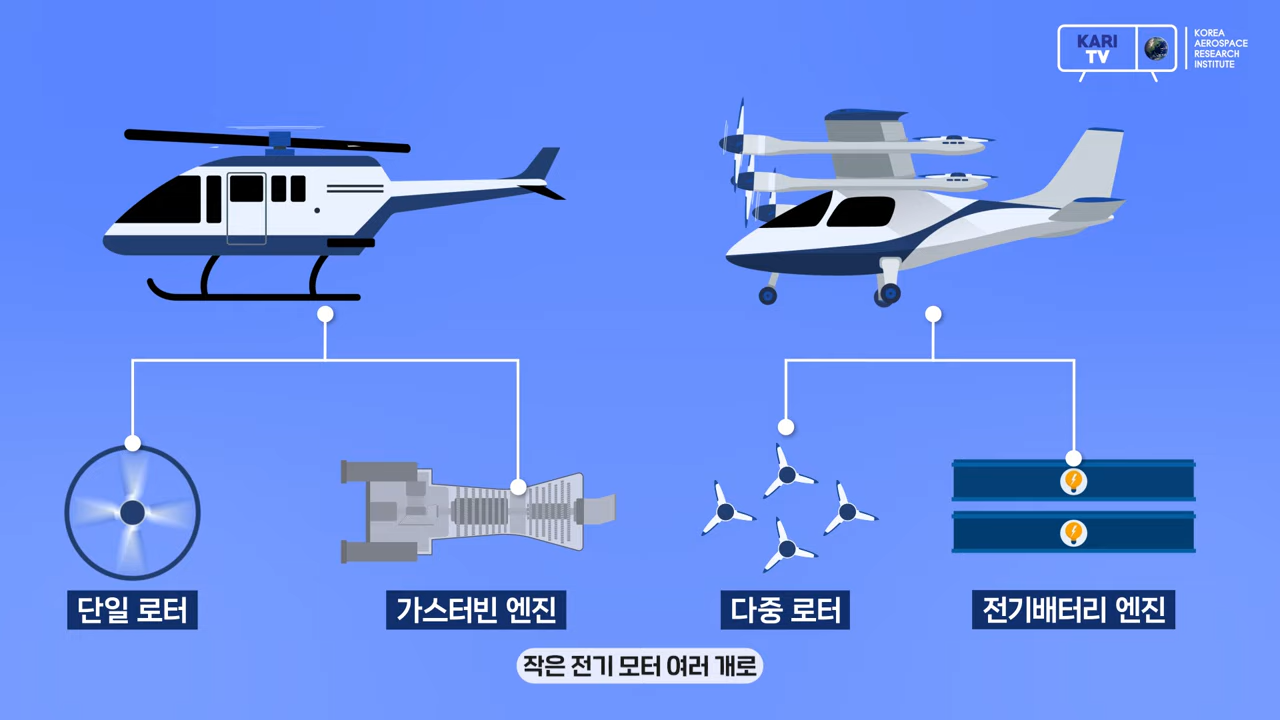 KARI
TV
KOREA
AEROSPACE
RESEARCH
INSTITUTE
단일 로터
가스터빈 엔진
다중 로터
전기배터리 엔진
작은 전기 모터 여러 개로